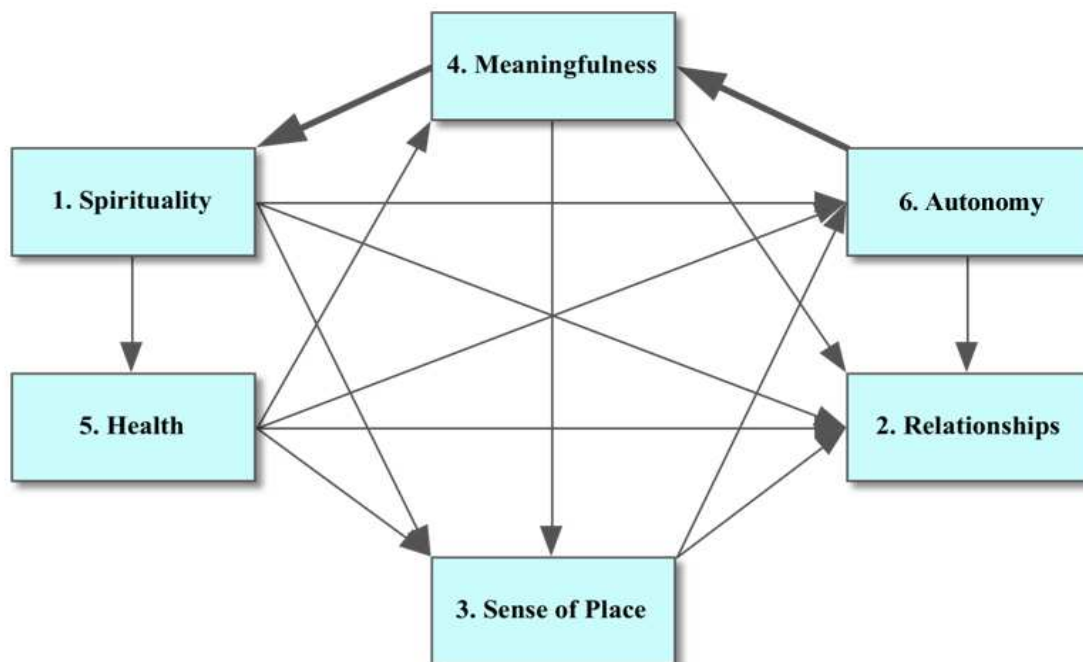 4. Meaningfulness
1. Spirituality
6. Autonomy
5. Health
2. Relationships
3. Sense of Place